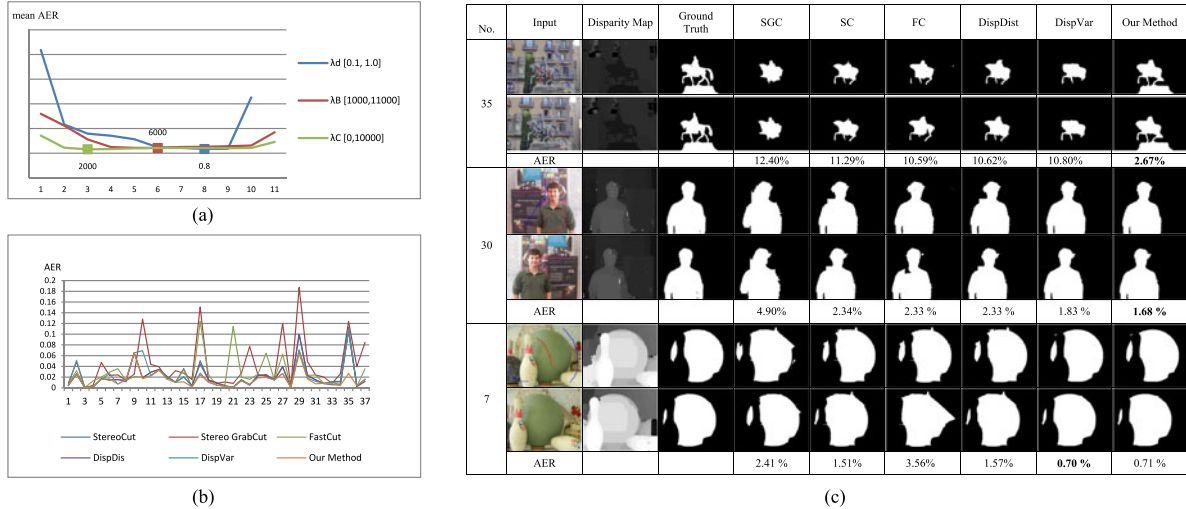 mean AER
λd [0.1, 1.0]
λB [1000,11000]
λC [0,10000]
6000
2000
0.8
1 2 3 4 5 6 7 8 9 10 11
(a)
AER
0.2
0.18
0.16
0.14
0.12
0.1
0.08
0.06
0.04
0.02
0
1 3 5 7 9 11 13 15 17 19 21 23 25 27 29 31 33 35 37
StereoCut Stereo GrabCut FastCut
DispDis DispVar Our Method
(b)
No. Input Disparity Map Ground Truth SGC SC FC DispDist DispVar Our Method
35
AER 12.40% 11.29% 10.59% 10.62% 10.80% 2.67%
30
AER 4.90% 2.34% 2.33 % 2.33 % 1.83 % 1.68 %
7
AER 2.41 % 1.51% 3.56% 1.57% 0.70 % 0.71 %
(c)